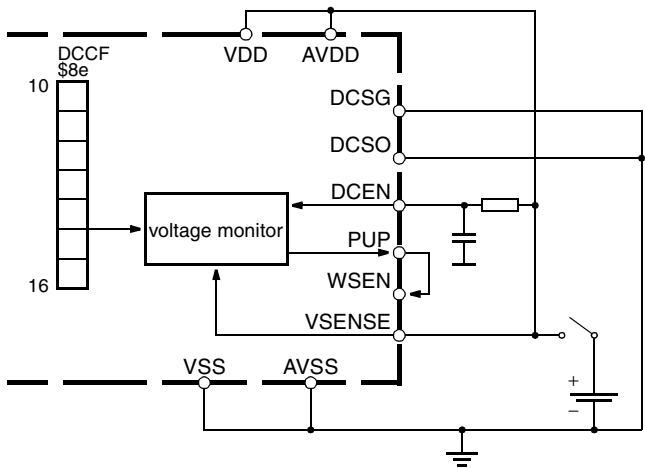 DCCF
$8e
10
16
VDD
AVDD
DCSG
DCSO
DCEN
voltage monitor
PUP
WSEN
VSENSE
VSS
AVSS
+
−